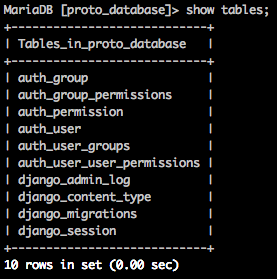 MariaDB [proto_database]> show tables;
+----------------------------+
| Tables_in_proto_database   |
+----------------------------+
| auth_group                 |
| auth_group_permissions     |
| auth_permission            |
| auth_user                  |
| auth_user_groups           |
| auth_user_user_permissions |
| django_admin_log           |
| django_content_type        |
| django_migrations          |
| django_session             |
+----------------------------+
10 rows in set (0.00 sec)